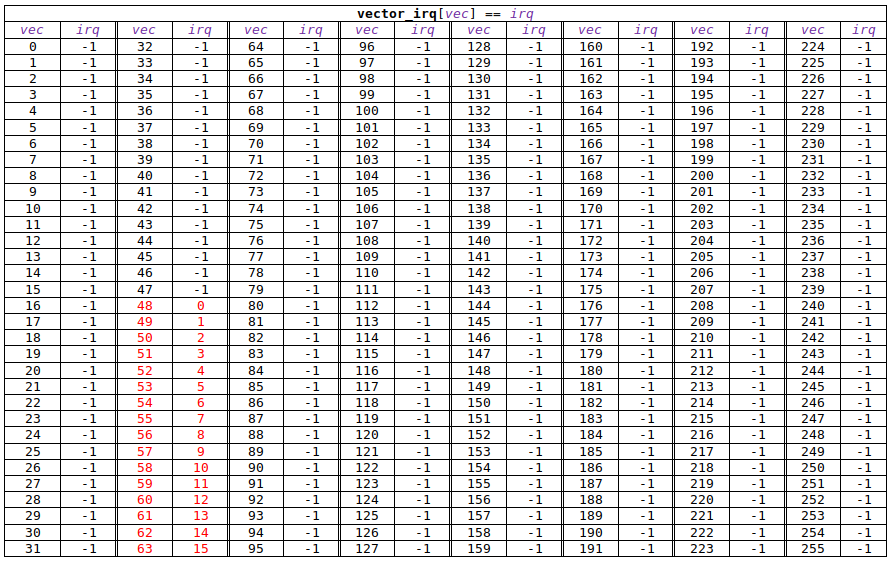 vector_irq[vec] == irq
vec irq vec irq vec irq vec irq vec irq vec irq vec irq vec irq
0 -1 32 -1 64 -1 96 -1 128 -1 160 -1 192 -1 224 -1
1 -1 33 -1 65 -1 97 -1 129 -1 161 -1 193 -1 225 -1
2 -1 34 -1 66 -1 98 -1 130 -1 162 -1 194 -1 226 -1
3 -1 35 -1 67 -1 99 -1 131 -1 163 -1 195 -1 227 -1
4 -1 36 -1 68 -1 100 -1 132 -1 164 -1 196 -1 228 -1
5 -1 37 -1 69 -1 101 -1 133 -1 165 -1 197 -1 229 -1
6 -1 38 -1 70 -1 102 -1 134 -1 166 -1 198 -1 230 -1
7 -1 39 -1 71 -1 103 -1 135 -1 167 -1 199 -1 231 -1
8 -1 40 -1 72 -1 104 -1 136 -1 168 -1 200 -1 232 -1
9 -1 41 -1 73 -1 105 -1 137 -1 169 -1 201 -1 233 -1
10 -1 42 -1 74 -1 106 -1 138 -1 170 -1 202 -1 234 -1
11 -1 43 -1 75 -1 107 -1 139 -1 171 -1 203 -1 235 -1
12 -1 44 -1 76 -1 108 -1 140 -1 172 -1 204 -1 236 -1
13 -1 45 -1 77 -1 109 -1 141 -1 173 -1 205 -1 237 -1
14 -1 46 -1 78 -1 110 -1 142 -1 174 -1 206 -1 238 -1
15 -1 47 -1 79 -1 111 -1 143 -1 175 -1 207 -1 239 -1
16 -1 48 0 80 -1 112 -1 144 -1 176 -1 208 -1 240 -1
17 -1 49 1 81 -1 113 -1 145 -1 177 -1 209 -1 241 -1
18 -1 50 2 82 -1 114 -1 146 -1 178 -1 210 -1 242 -1
19 -1 51 3 83 -1 115 -1 147 -1 179 -1 211 -1 243 -1
20 -1 52 4 84 -1 116 -1 148 -1 180 -1 212 -1 244 -1
21 -1 53 5 85 -1 117 -1 149 -1 181 -1 213 -1 245 -1
22 -1 54 6 86 -1 118 -1 150 -1 182 -1 214 -1 246 -1
23 -1 55 7 87 -1 119 -1 151 -1 183 -1 215 -1 247 -1
24 -1 56 8 88 -1 120 -1 152 -1 184 -1 216 -1 248 -1
25 -1 57 9 89 -1 121 -1 153 -1 185 -1 217 -1 249 -1
26 -1 58 10 90 -1 122 -1 154 -1 186 -1 218 -1 250 -1
27 -1 59 11 91 -1 123 -1 155 -1 187 -1 219 -1 251 -1
28 -1 60 12 92 -1 124 -1 156 -1 188 -1 220 -1 252 -1
29 -1 61 13 93 -1 125 -1 157 -1 189 -1 221 -1 253 -1
30 -1 62 14 94 -1 126 -1 158 -1 190 -1 222 -1 254 -1
31 -1 63 15 95 -1 127 -1 159 -1 191 -1 223 -1 255 -1